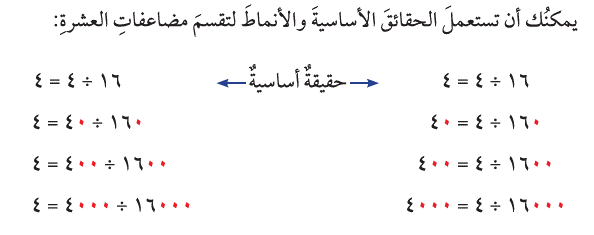 يمكنُك أن تستعملَ الحقائقَ الأساسيةَ والأنماطَ لتقسمَ مضاعفاتِ العشرةِ:
١٦ ÷ ٤ = ٤ حقيقةٌ أساسيةٌ ١٦ ÷ ٤ = ٤
١٦٠ ÷ ٤ = ٤٠ ١٦٠ ÷ ٤٠ = ٤
١٦٠٠ ÷ ٤ = ٤٠٠ ١٦٠٠ ÷ ٤٠٠ = ٤
١٦٠٠٠ ÷ ٤ = ٤٠٠٠ ١٦٠٠٠ ÷ ٤٠٠٠ = ٤